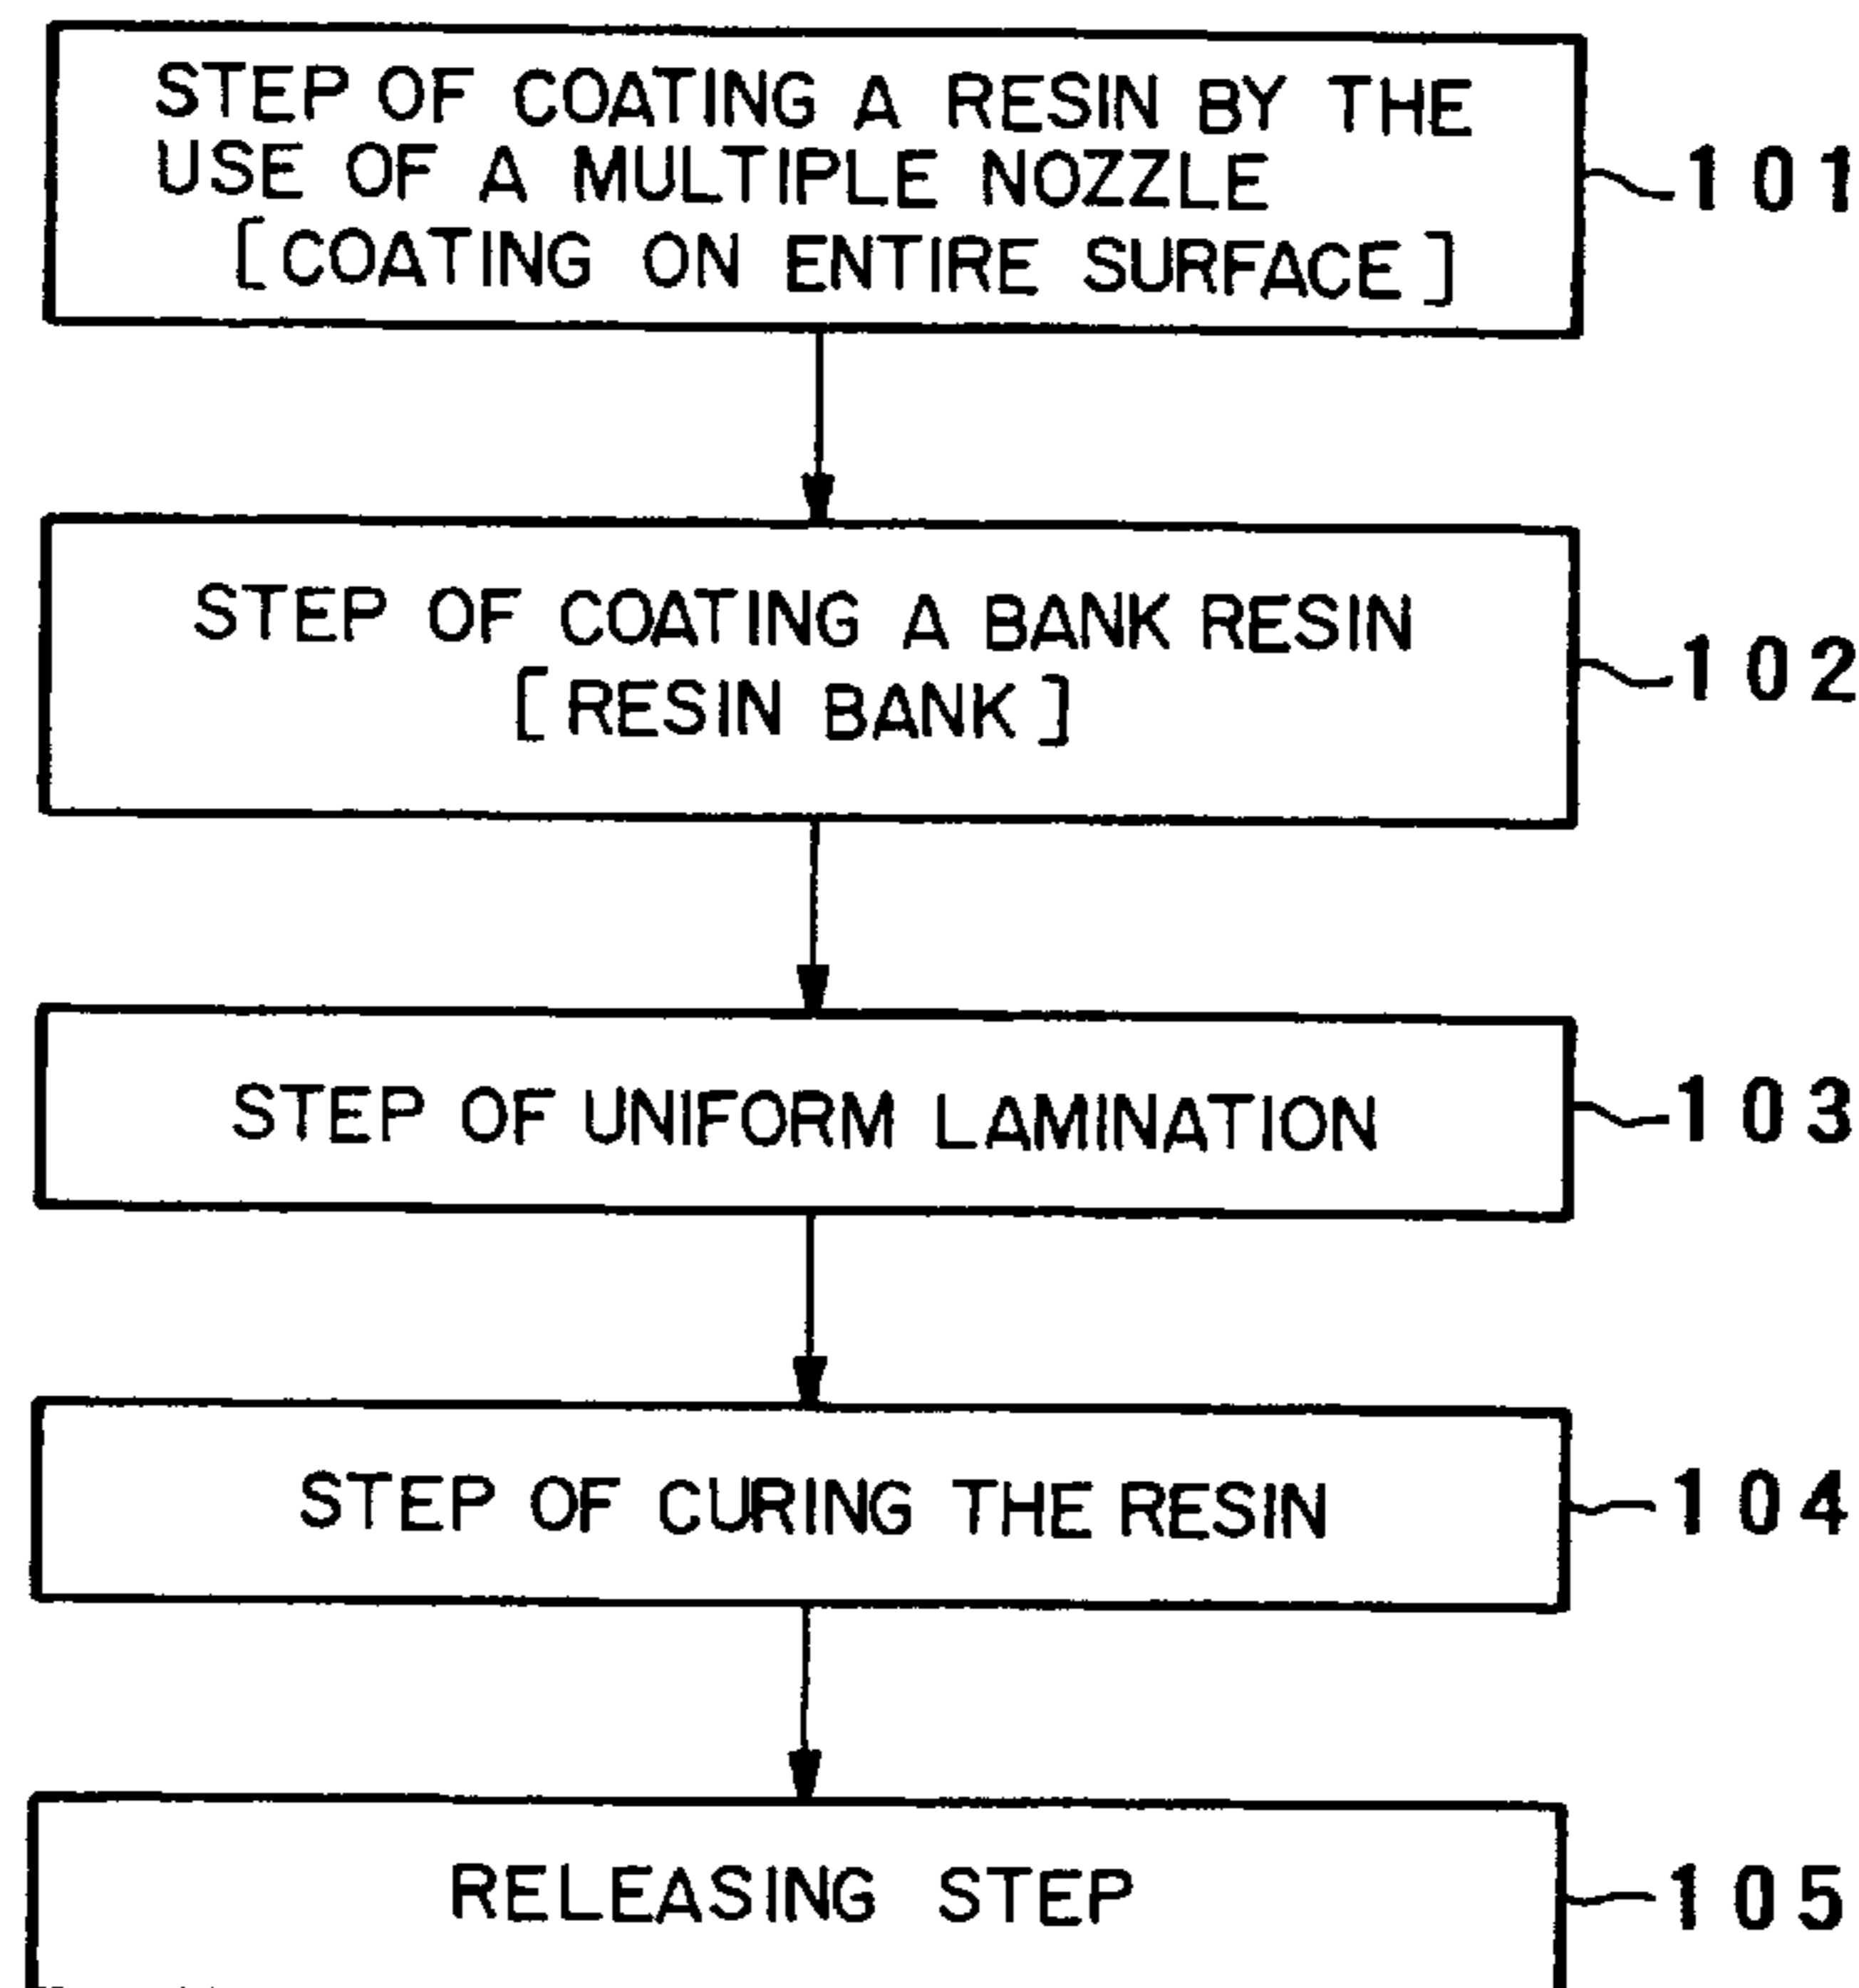 STEP OF COATING A RESIN BY THE
USE OF A MULTIPLE NOZZLE
[COATING ON ENTIRE SURFACE]
101
STEP OF COATING A BANK RESIN
[RESIN BANK]
102
STEP OF UNIFORM LAMINATION
103
STEP OF CURING THE RESIN
104
RELEASING STEP
105